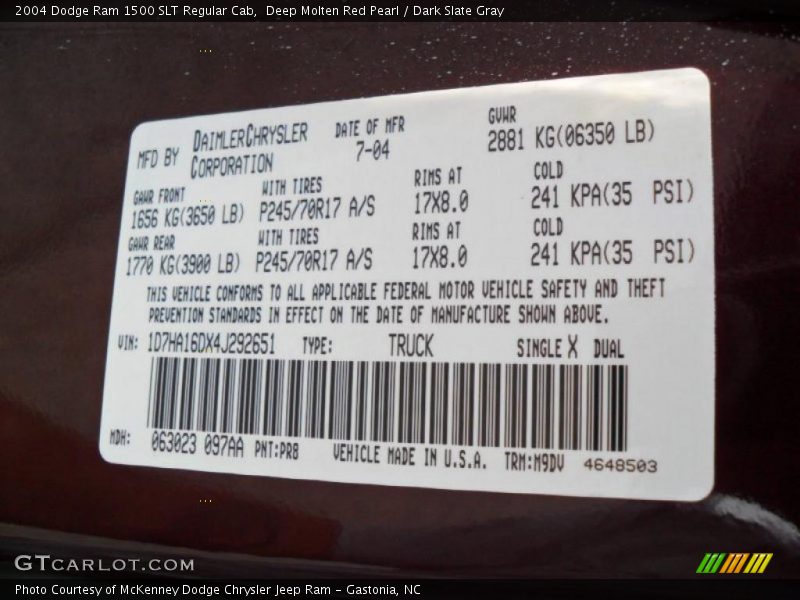 2004 Dodge Ram 1500 SLT Regular Cab,  Deep Molten Red Pearl / Dark Slate Gray
MFD BY DAIMLERCHRYSLER CORPORATION DATE OF MFR 7-04 GVWR 2881 KG(06350 LB)
GAWR FRONT WITH TIRES RIMS AT COLD
1656 KG(3650 LB) P245/70R17 A/S 17X8.0 241 KPA(35 PSI)
GAWR REAR WITH TIRES RIMS AT COLD
1770 KG(3900 LB) P245/70R17 A/S 17X8.0 241 KPA(35 PSI)
THIS VEHICLE CONFORMS TO ALL APPLICABLE FEDERAL MOTOR VEHICLE SAFETY AND THEFT
PREVENTION STANDARDS IN EFFECT ON THE DATE OF MANUFACTURE SHOWN ABOVE.
VIN: 1D7HA16DX4J292651 TYPE: TRUCK SINGLE X DUAL
MDH: 063023 097AA PNT:PR8 VEHICLE MADE IN U.S.A. TRM:M9DV 4648503
GTCARLOT.COM
Photo Courtesy of McKenney Dodge Chrysler Jeep Ram - Gastonia, NC